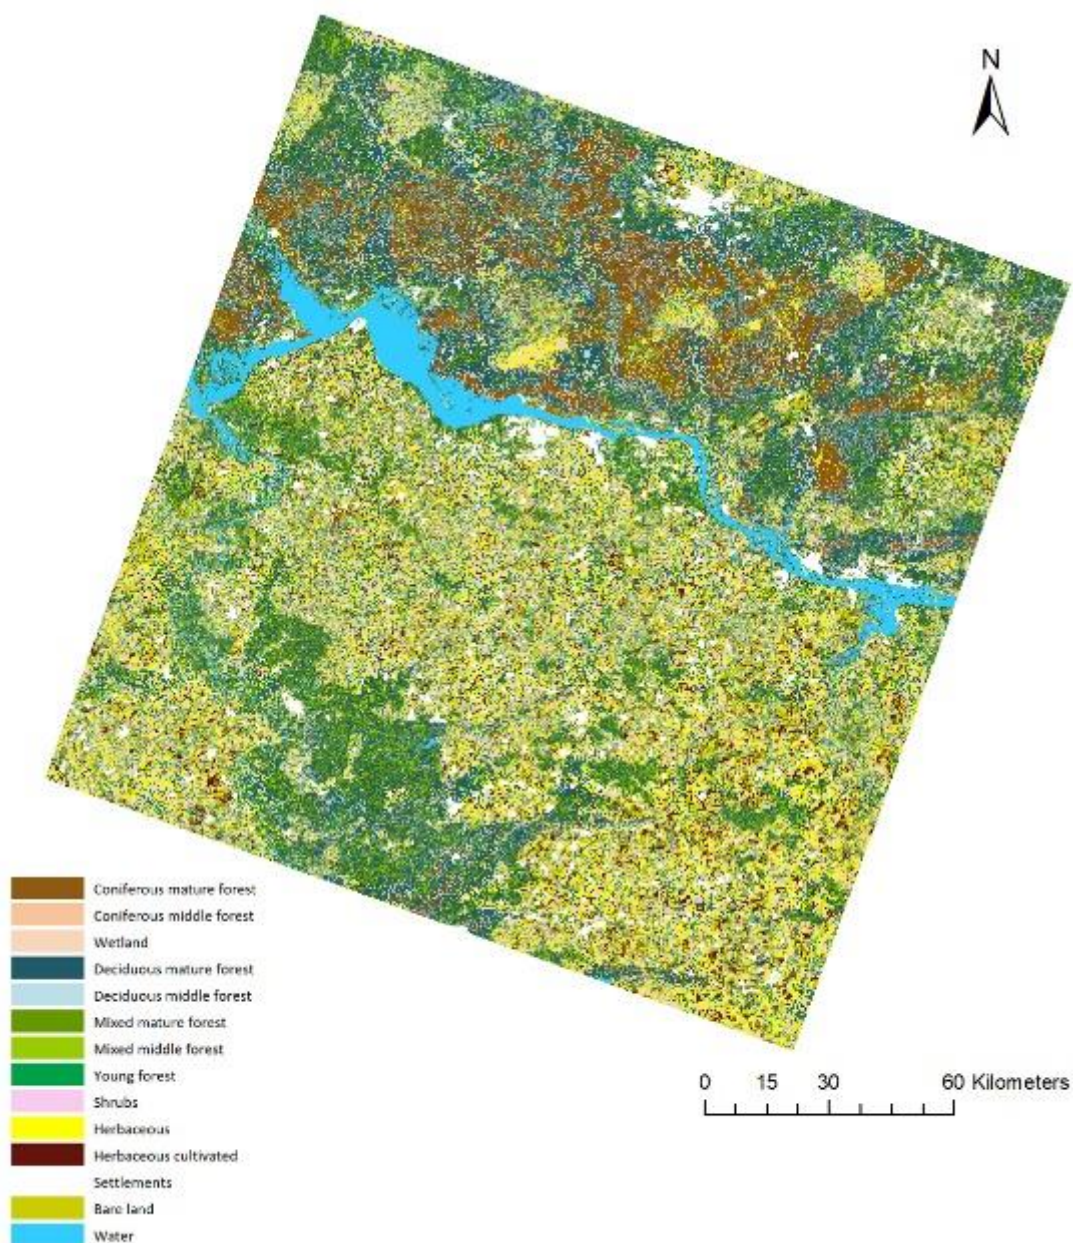 N
Coniferous mature forest
Coniferous middle forest
Wetland
Deciduous mature forest
Deciduous middle forest
Mixed mature forest
Mixed middle forest
Young forest
Shrubs
Herbaceous
Herbaceous cultivated
Settlements
Bare land
Water
0 15 30 60 Kilometers